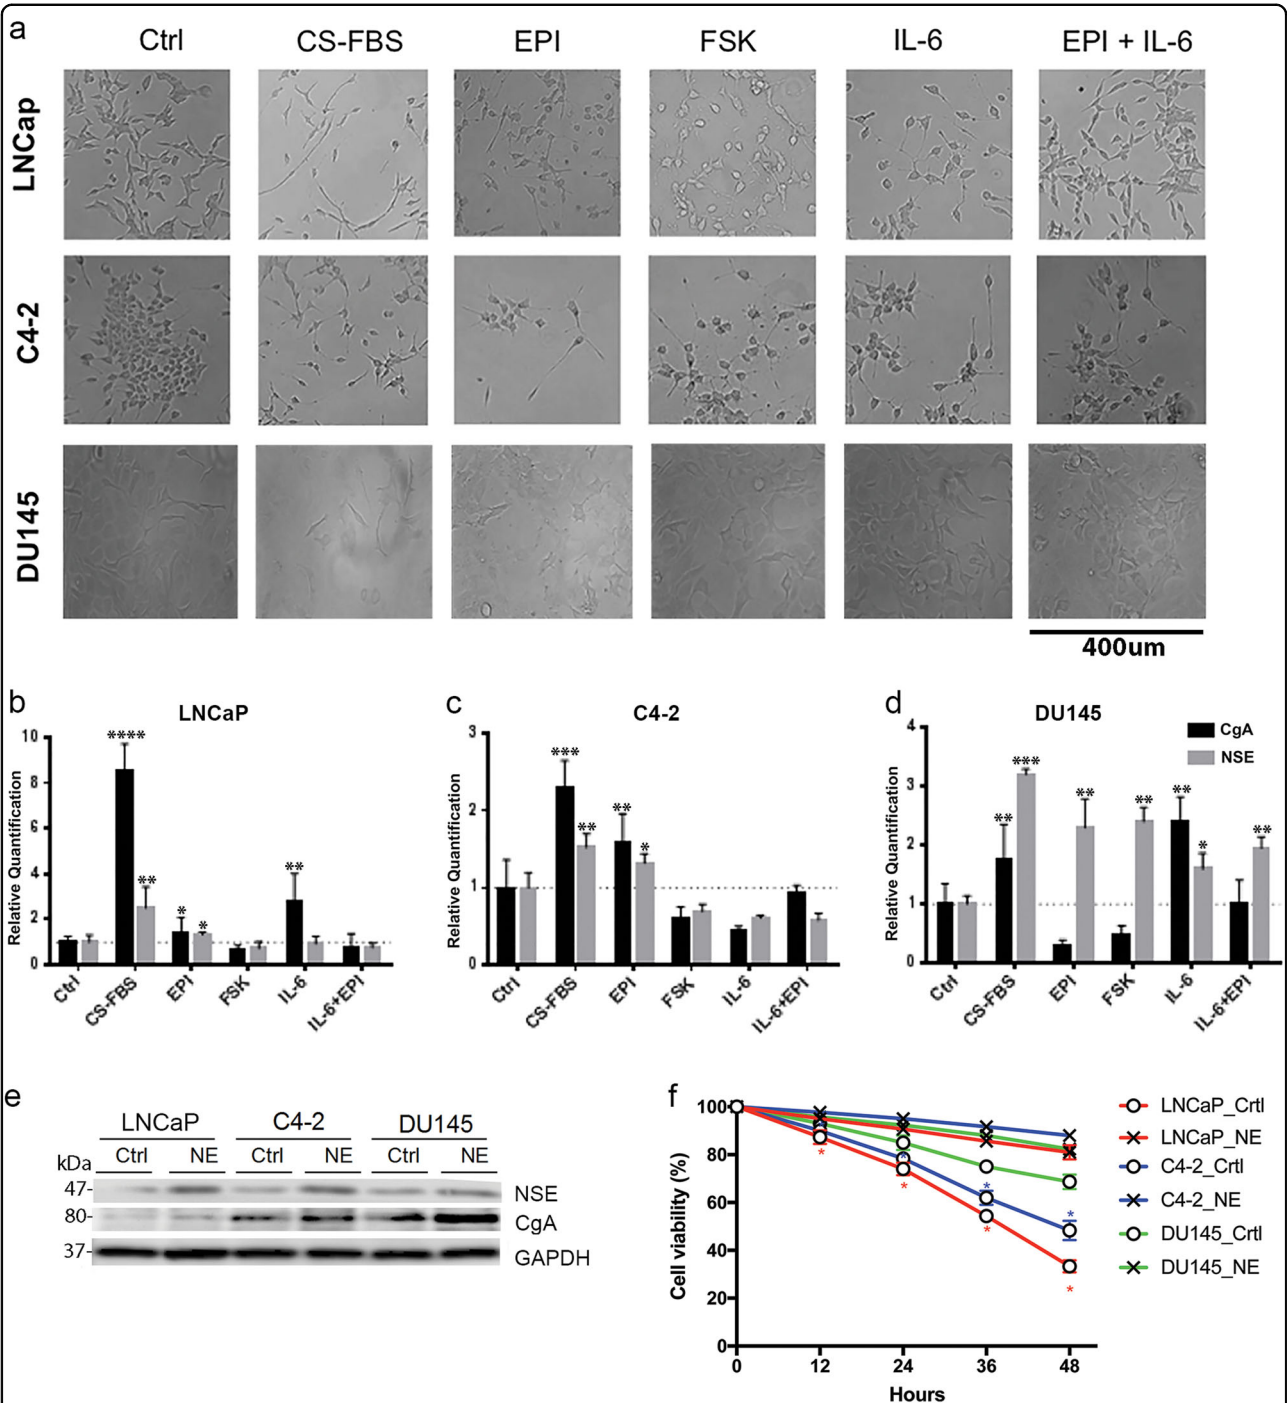 a
Ctrl CS-FBS EPI FSK IL-6 EPI + IL-6
LNCap
C4-2
DU145
400um
b
LNCaP
Relative Quantification
10
8
6
4
2
0
**** ** * * **
Ctrl CS-FBS EPI FSK IL-6 IL-6+EPI
c
C4-2
Relative Quantification
3
2
1
0
*** ** ** *
Ctrl CS-FBS EPI FSK IL-6 IL-6+EPI
d
DU145
CgA
NSE
Relative Quantification
4
3
2
1
0
** *** ** ** ** * **
Ctrl CS-FBS EPI FSK IL-6 IL-6+EPI
e
LNCaP C4-2 DU145
kDa Ctrl NE Ctrl NE Ctrl NE
47- NSE
80- CgA
37- GAPDH
f
Cell viability (%)
100
80
60
40
20
0
* * * * * * *
0 12 24 36 48
Hours
LNCaP_Crtl
LNCaP_NE
C4-2_Crtl
C4-2_NE
DU145_Crtl
DU145_NE